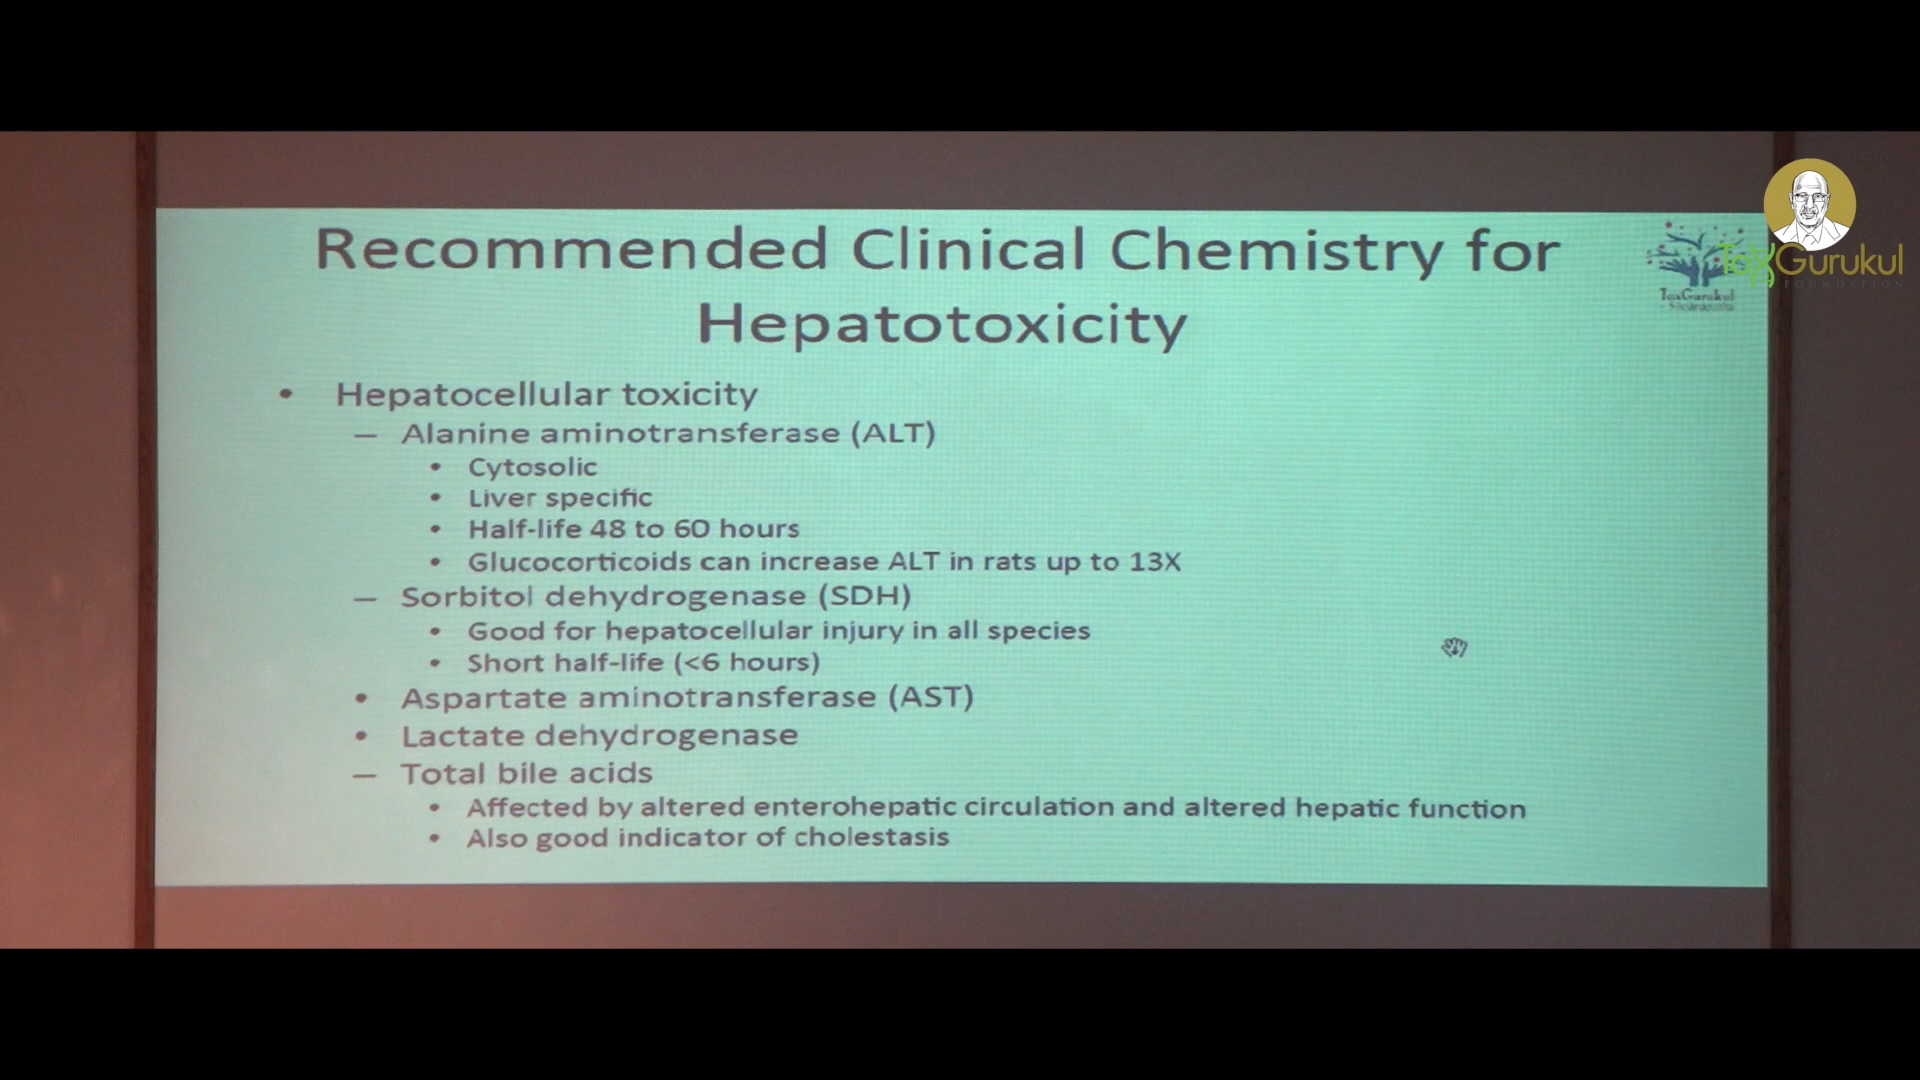 Recommended Clinical Chemistry for
Hepatotoxicity
• Hepatocellular toxicity
– Alanine aminotransferase (ALT)
• Cytosolic
• Liver specific
• Half-life 48 to 60 hours
• Glucocorticoids can increase ALT in rats up to 13X
– Sorbitol dehydrogenase (SDH)
• Good for hepatocellular injury in all species
• Short half-life (<6 hours)
• Aspartate aminotransferase (AST)
• Lactate dehydrogenase
– Total bile acids
• Affected by altered enterohepatic circulation and altered hepatic function
• Also good indicator of cholestasis
ToxGurukul
FOUNDATION
ToxGurukul